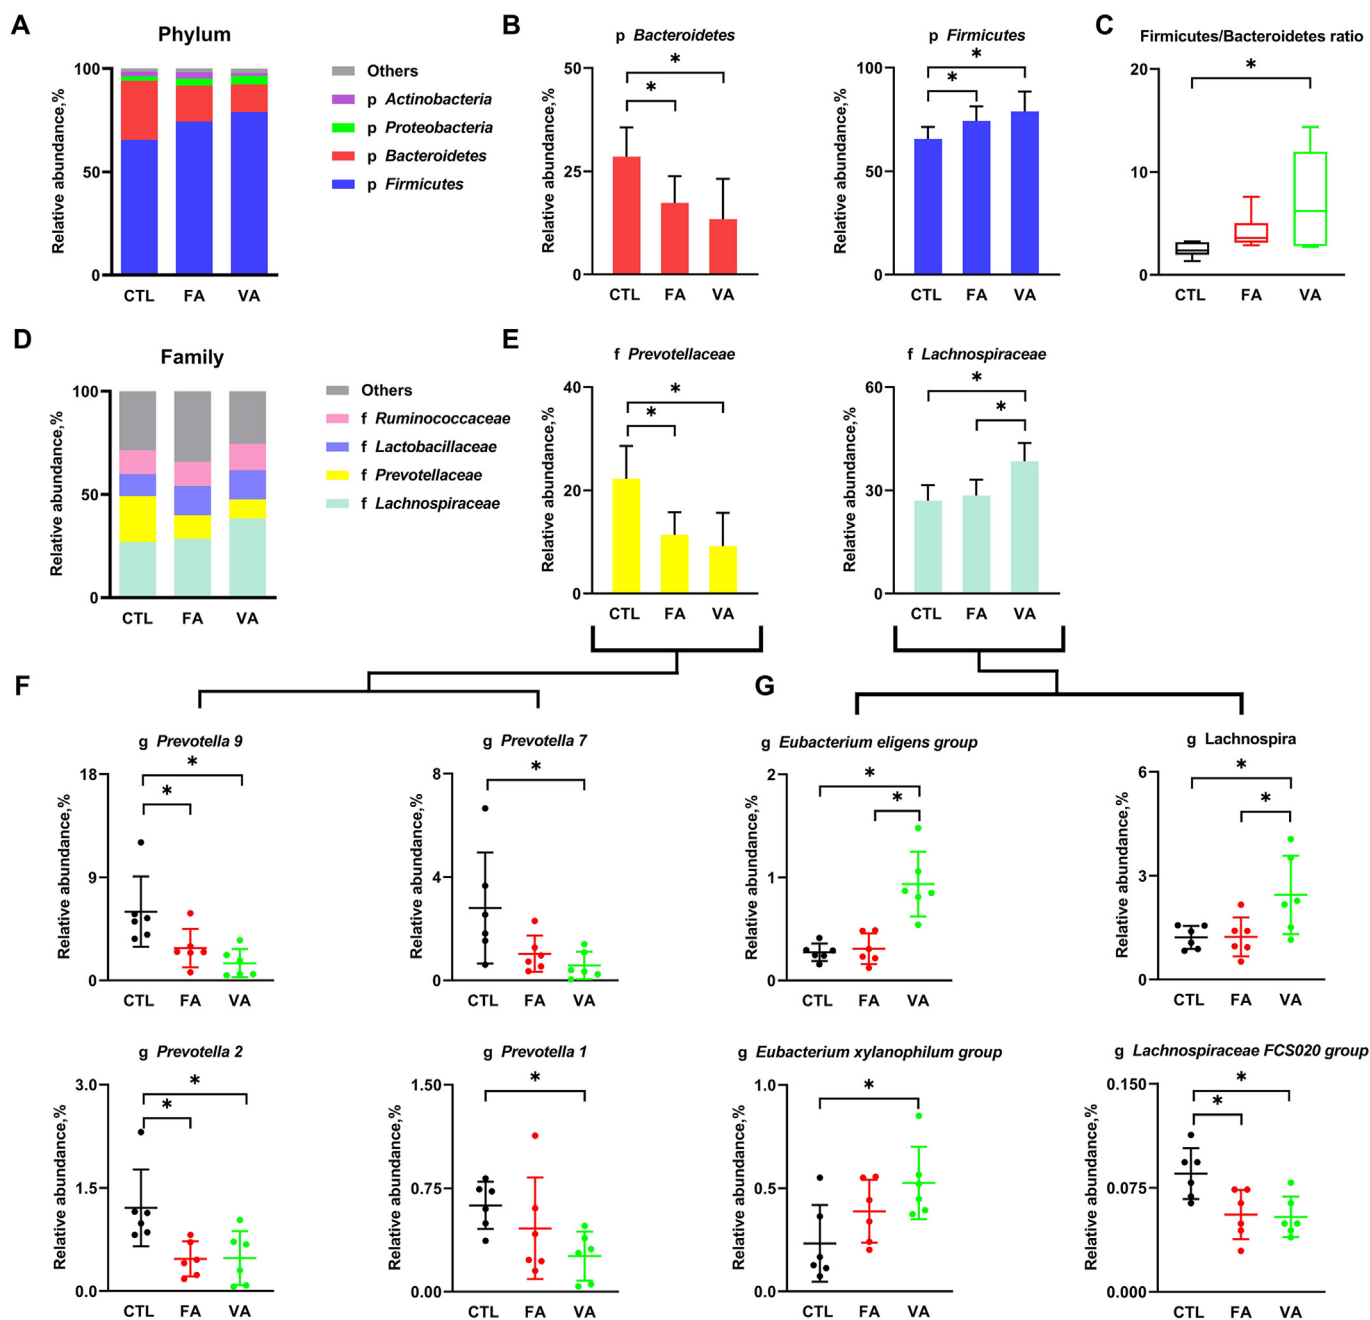 A
Phylum
Relative abundance,%
100
50
0
CTL FA VA
Others
p Actinobacteria
p Proteobacteria
p Bacteroidetes
p Firmicutes
B
p Bacteroidetes
Relative abundance,%
50
25
0
* *
CTL FA VA
p Firmicutes
Relative abundance,%
100
50
0
* *
CTL FA VA
C
Firmicutes/Bacteroidetes ratio
20
10
0
*
CTL FA VA
D
Family
Relative abundance,%
100
50
0
CTL FA VA
Others
f Ruminococcaceae
f Lactobacillaceae
f Prevotellaceae
f Lachnospiraceae
E
f Prevotellaceae
Relative abundance,%
40
20
0
* *
CTL FA VA
f Lachnospiraceae
Relative abundance,%
60
30
0
* *
CTL FA VA
F
g Prevotella 9
Relative abundance,%
18
9
0
* *
CTL FA VA
g Prevotella 7
Relative abundance,%
8
4
0
*
CTL FA VA
g Prevotella 2
Relative abundance,%
3.0
1.5
0.0
* *
CTL FA VA
g Prevotella 1
Relative abundance,%
1.50
0.75
0.00
*
CTL FA VA
G
g Eubacterium eligens group
Relative abundance,%
2
1
0
* *
CTL FA VA
g Lachnospira
Relative abundance,%
6
3
0
* *
CTL FA VA
g Eubacterium xylanophilum group
Relative abundance,%
1.0
0.5
0.0
*
CTL FA VA
g Lachnospiraceae FCS020 group
Relative abundance,%
0.150
0.075
0.000
* *
CTL FA VA